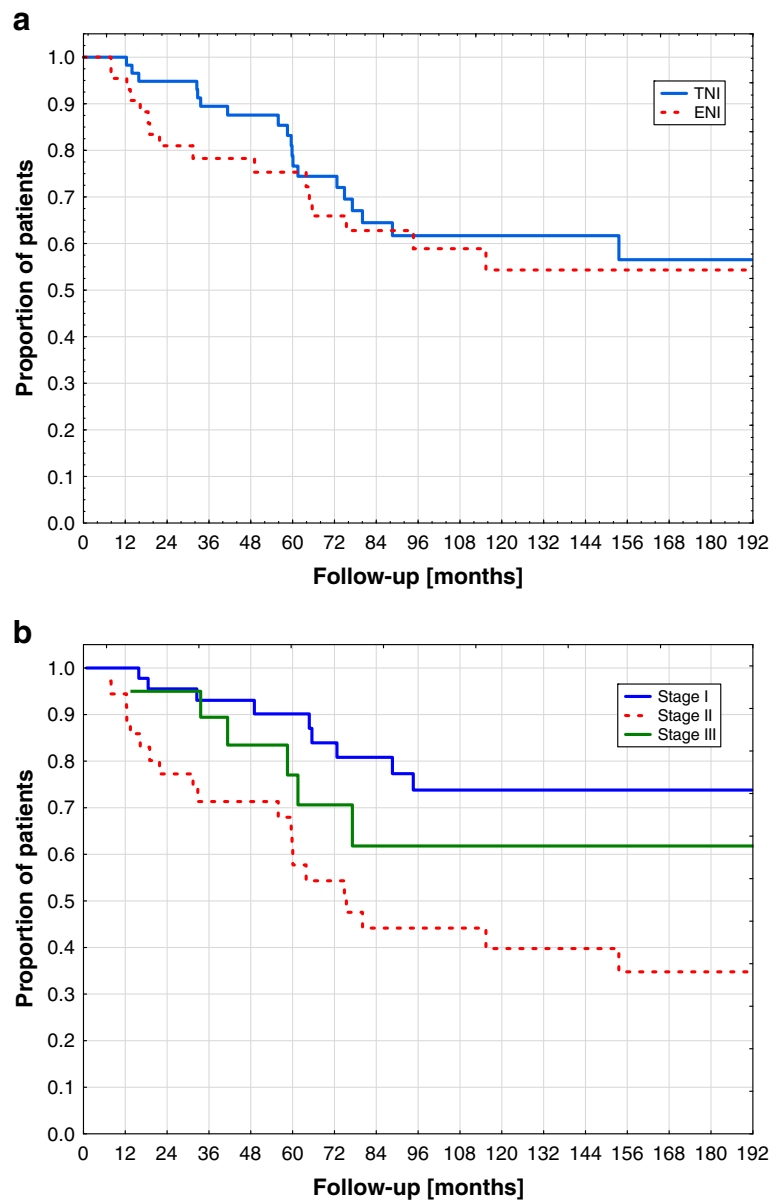 a
1.0
0.9
0.8
0.7
0.6
0.5
0.4
0.3
0.2
0.1
0.0
Proportion of patients
TNI
ENI
0 12 24 36 48 60 72 84 96 108 120 132 144 156 168 180 192
Follow-up [months]
b
1.0
0.9
0.8
0.7
0.6
0.5
0.4
0.3
0.2
0.1
0.0
Proportion of patients
Stage I
Stage II
Stage III
0 12 24 36 48 60 72 84 96 108 120 132 144 156 168 180 192
Follow-up [months]